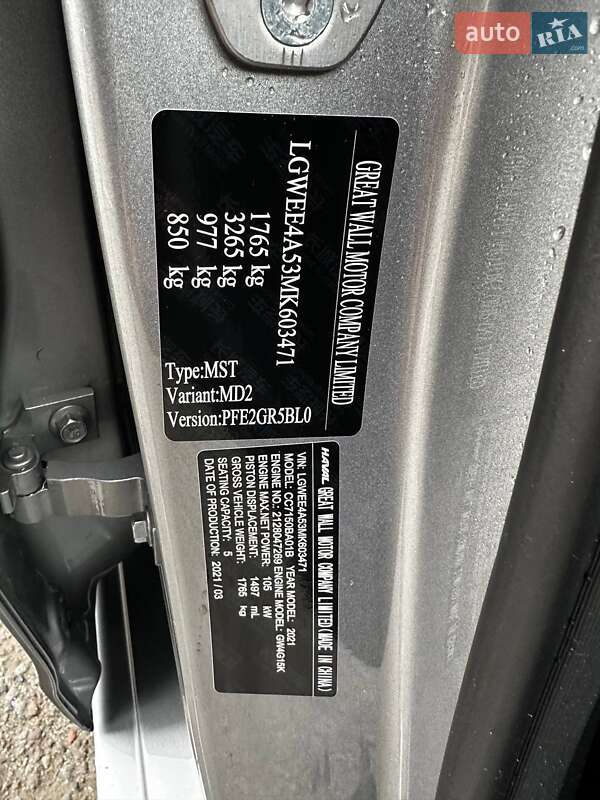 auto RIA.com
GREAT WALL MOTOR COMPANY LIMITED
LGWEE4A53MK603471
1765 kg
3265 kg
977 kg
850 kg
Type:MST
Variant:MD2
Version:PFE2GR5BL0
HAVAL GREAT WALL MOTOR COMPANY LIMITED(MADE IN CHINA)
VIN: LGWEE4A53MK603471
MODEL: CC7150BA01B YEAR MODEL: 2021
ENGINE NO.: 2128047269 ENGINE MODEL: GW4G15K
ENGINE MAX.NET POWER: 105 kW
PISTON DISPLACEMENT: 1497 mL
GROSS VEHICLE WEIGHT: 1765 kg
SEATING CAPACITY: 5
DATE OF PRODUCTION: 2021/03